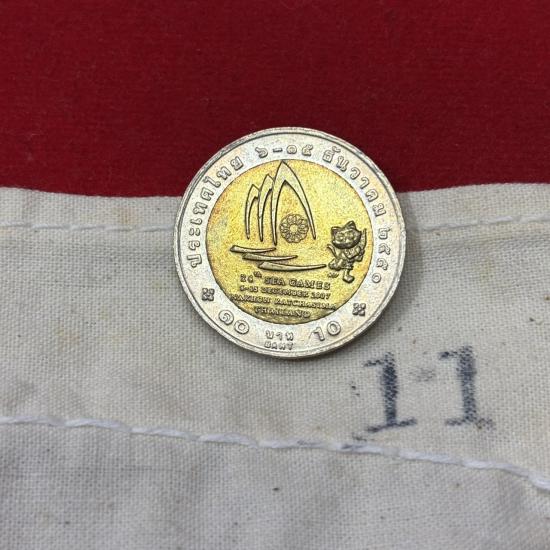 ประเทศไทย ๖-๑๕ ธันวาคม ๒๕๕๐
24TH SEA GAMES
6-15 DECEMBER 2007
NAKHON RATCHASIMA
THAILAND
๑๐ บาท 10
BAHT
11